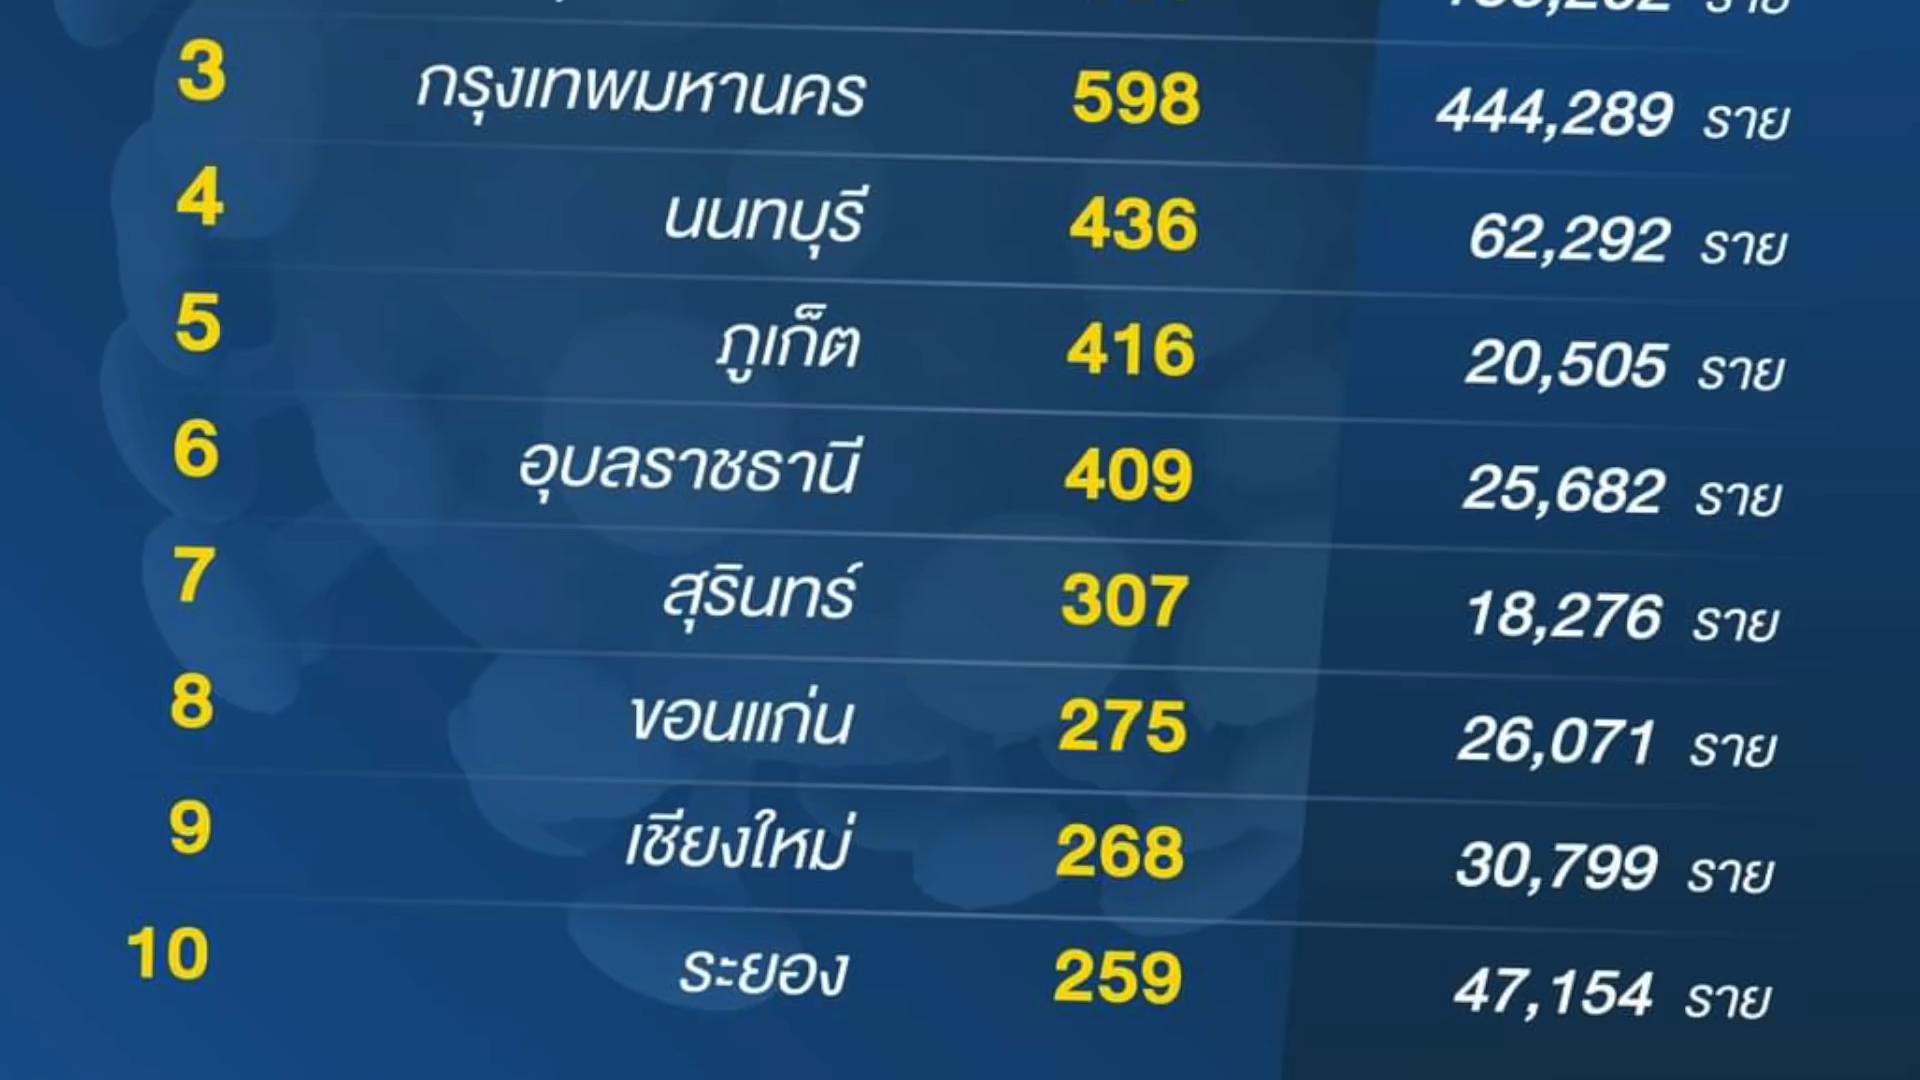 ราย
3 กรุงเทพมหานคร 598 444,289 ราย
4 นนทบุรี 436 62,292 ราย
5 ภูเก็ต 416 20,505 ราย
6 อุบลราชธานี 409 25,682 ราย
7 สุรินทร์ 307 18,276 ราย
8 ขอนแก่น 275 26,071 ราย
9 เชียงใหม่ 268 30,799 ราย
10 ระยอง 259 47,154 ราย